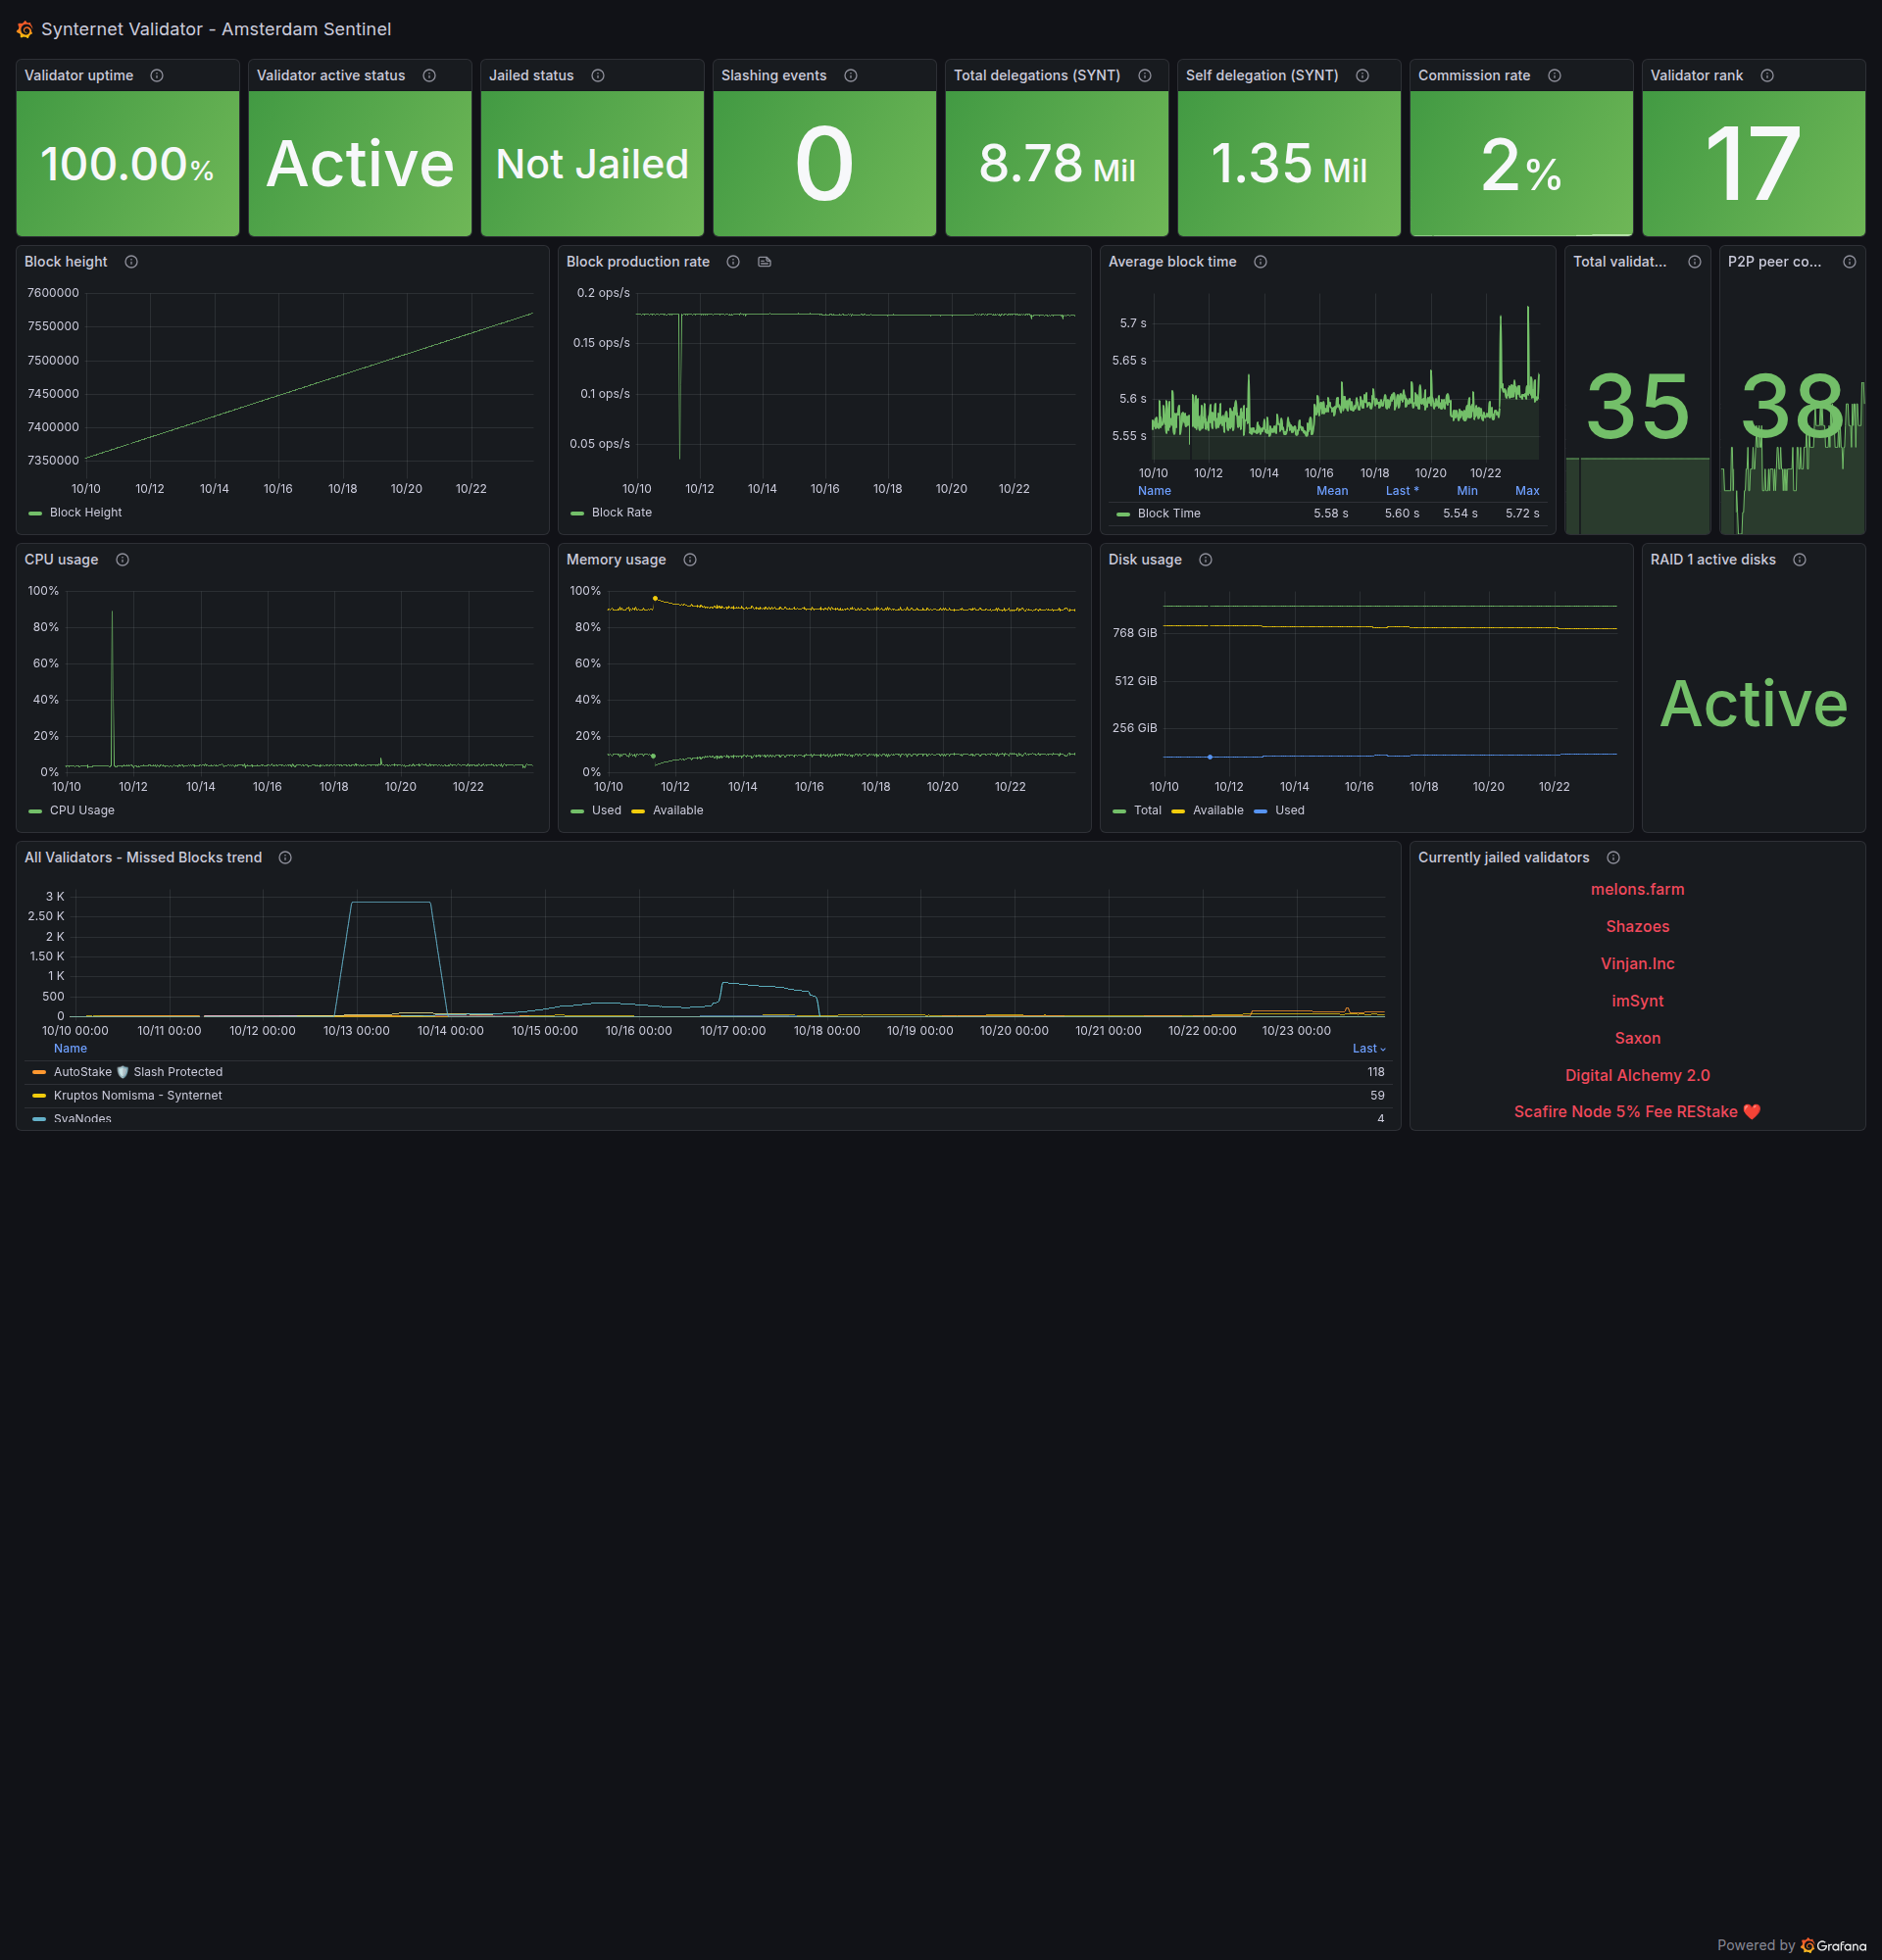 Synternet Validator - Amsterdam Sentinel
Validator uptime
Validator active status
Jailed status
Slashing events
Total delegations (SYNT)
Self delegation (SYNT)
Commission rate
Validator rank
100.00%
Active
Not Jailed
0
8.78 Mil
1.35 Mil
2%
17
Block height
7600000
7550000
7500000
7450000
7400000
7350000
10/10 10/12 10/14 10/16 10/18 10/20 10/22
Block Height
Block production rate
0.2 ops/s
0.15 ops/s
0.1 ops/s
0.05 ops/s
10/10 10/12 10/14 10/16 10/18 10/20 10/22
Block Rate
Average block time
5.7 s
5.65 s
5.6 s
5.55 s
10/10 10/12 10/14 10/16 10/18 10/20 10/22
Name Mean Last * Min Max
Block TIme 5.58 s 5.60 s 5.54 s 5.72 s
Total validat...
35
P2P peer co...
38
CPU usage
100%
80%
60%
40%
20%
0%
10/10 10/12 10/14 10/16 10/18 10/20 10/22
CPU Usage
Memory usage
100%
80%
60%
40%
20%
0%
10/10 10/12 10/14 10/16 10/18 10/20 10/22
Used Available
Disk usage
768 GiB
512 GiB
256 GiB
10/10 10/12 10/14 10/16 10/18 10/20 10/22
Total Available Used
RAID 1 active disks
Active
All Validators - Missed Blocks trend
3 K
2.50 K
2 K
1.50 K
1 K
500
0
10/10 00:00 10/11 00:00 10/12 00:00 10/13 00:00 10/14 00:00 10/15 00:00 10/16 00:00 10/17 00:00 10/18 00:00 10/19 00:00 10/20 00:00 10/21 00:00 10/22 00:00 10/23 00:00
Name Last
AutoStake 🛡️ Slash Protected 118
Kruptos Nomisma - Synternet 59
SvaNodes 4
Currently jailed validators
melons.farm
Shazoes
Vinjan.Inc
imSynt
Saxon
Digital Alchemy 2.0
Scafire Node 5% Fee REStake ❤️
Powered by Grafana